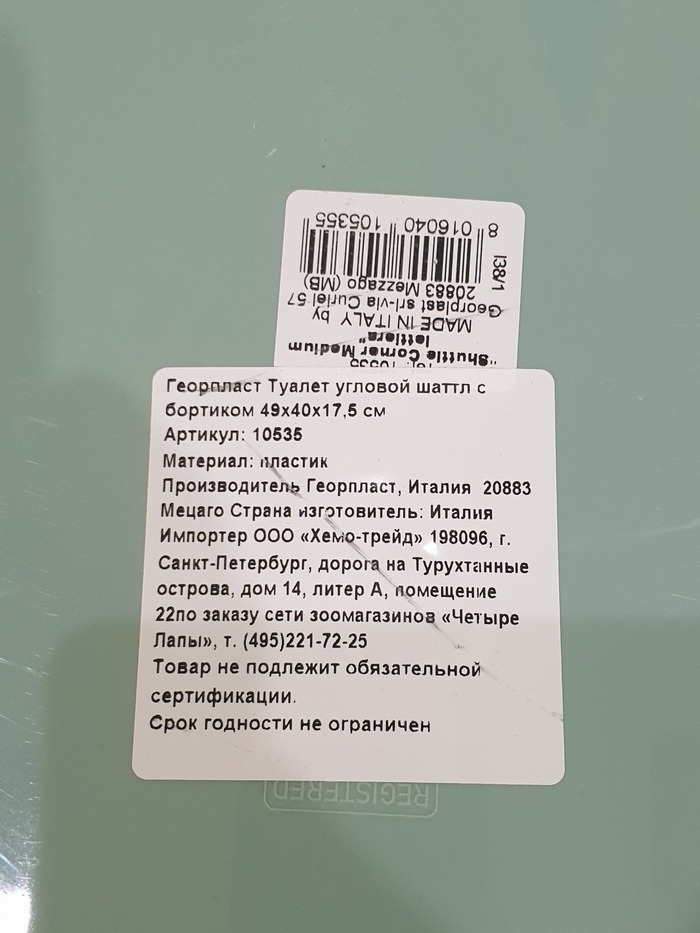 8 016040 105355
I38/1
20883 Mezzago (MB)
Georplast srl-via Curiel 57
MADE IN ITALY by
lettiera"
"Shuttle Corner Medium
10535
Георпласт Туалет угловой шаттл с
бортиком 49х40х17,5 см
Артикул: 10535
Материал: пластик
Производитель Георпласт, Италия 20883
Мецаго Страна изготовитель: Италия
Импортер ООО «Хемо-трейд» 198096, г.
Санкт-Петербург, дорога на Турухтанные
острова, дом 14, литер А, помещение
22по заказу сети зоомагазинов «Четыре
Лапы», т. (495)221-72-25
Товар не подлежит обязательной
сертификации.
Срок годности не ограничен
REGISTERED